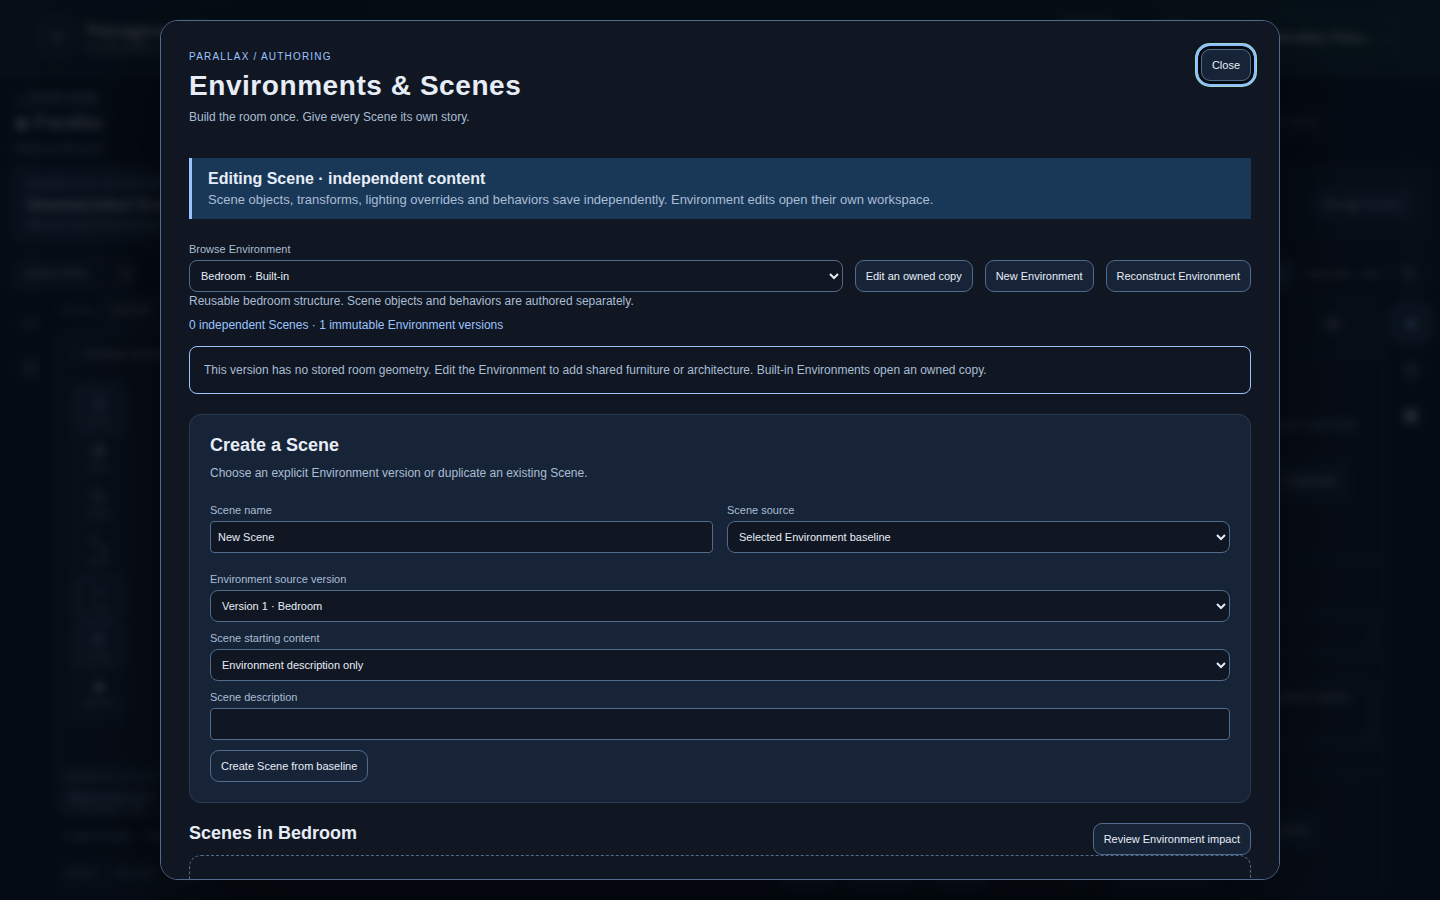 PARALLAX / AUTHORING
Close
Environments & Scenes
Build the room once. Give every Scene its own story.
Editing Scene · independent content
Scene objects, transforms, lighting overrides and behaviors save independently. Environment edits open their own workspace.
Browse Environment
Bedroom · Built-in
Edit an owned copy
New Environment
Reconstruct Environment
Reusable bedroom structure. Scene objects and behaviors are authored separately.
0 independent Scenes · 1 immutable Environment versions
This version has no stored room geometry. Edit the Environment to add shared furniture or architecture. Built-in Environments open an owned copy.
Create a Scene
Choose an explicit Environment version or duplicate an existing Scene.
Scene name
Scene source
New Scene
Selected Environment baseline
Environment source version
Version 1 · Bedroom
Scene starting content
Environment description only
Scene description
Create Scene from baseline
Scenes in Bedroom
Review Environment impact